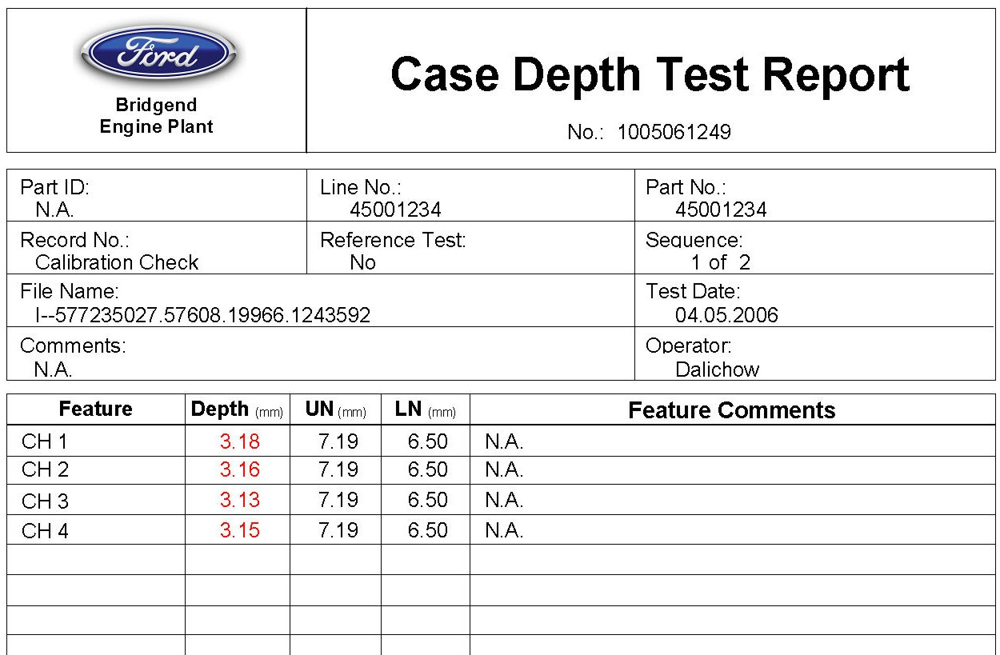 Ford
Bridgend
Engine Plant
Case Depth Test Report
No.: 1005061249
Part ID:
N.A.
Line No.:
45001234
Part No.:
45001234
Record No.:
Calibration Check
Reference Test:
No
Sequence:
1 of 2
File Name:
I--577235027.57608.19966.1243592
Test Date:
04.05.2006
Comments:
N.A.
Operator:
Dalichow
Feature Depth (mm) UN (mm) LN (mm) Feature Comments
CH 1 3.18 7.19 6.50 N.A.
CH 2 3.16 7.19 6.50 N.A.
CH 3 3.13 7.19 6.50 N.A.
CH 4 3.15 7.19 6.50 N.A.